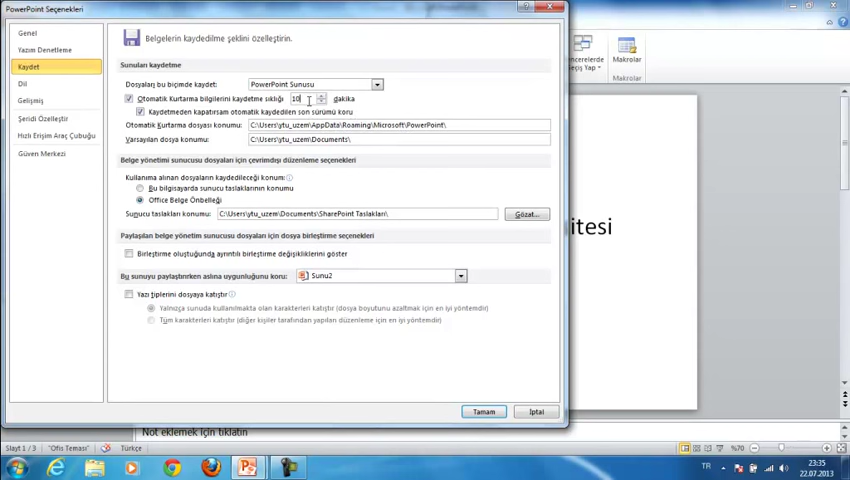 PowerPoint Seçenekleri
Genel
Yazım Denetleme
Kaydet
Dil
Gelişmiş
Şeridi Özelleştir
Hızlı Erişim Araç Çubuğu
Güven Merkezi
Belgelerin kaydedilme şeklini özelleştirin.
Sunuları kaydetme
Dosyaları bu biçimde kaydet: PowerPoint Sunusu
Otomatik Kurtarma bilgilerini kaydetme sıklığı 10 dakika
Kaydetmeden kapatırsam otomatik kaydedilen son sürümü koru
Otomatik Kurtarma dosyası konumu: C:\Users\ytu_uzem\AppData\Roaming\Microsoft\PowerPoint\
Varsayılan dosya konumu: C:\Users\ytu_uzem\Documents\
Belge yönetimi sunucusu dosyaları için çevrimdışı düzenleme seçenekleri
Kullanıma alınan dosyaların kaydedileceği konum:
Bu bilgisayarda sunucu taslaklarının konumu
Office Belge Önbelleği
Sunucu taslakları konumu: C:\Users\ytu_uzem\Documents\SharePoint Taslakları\ Gözat...
Paylaşılan belge yönetim sunucusu dosyaları için dosya birleştirme seçenekleri
Birleştirme oluştuğunda ayrıntılı birleştirme değişikliklerini göster
Bu sunuyu paylaştırırken aslına uygunluğunu koru: Sunu2
Yazı tiplerini dosyaya katıştır
Yalnızca sunuda kullanılmakta olan karakterleri katıştır (dosya boyutunu azaltmak için en iyi yöntemdir)
Tüm karakterleri katıştır (diğer kişiler tarafından yapılan düzenleme için en iyi yöntemdir)
Tamam İptal
encerelerde
ş Yap
Makrolar
Makrolar
itesi
Not eklemek için tıklatın
Slayt 1 / 3 "Ofis Teması" Türkçe %70
TR 23:35
22.07.2013